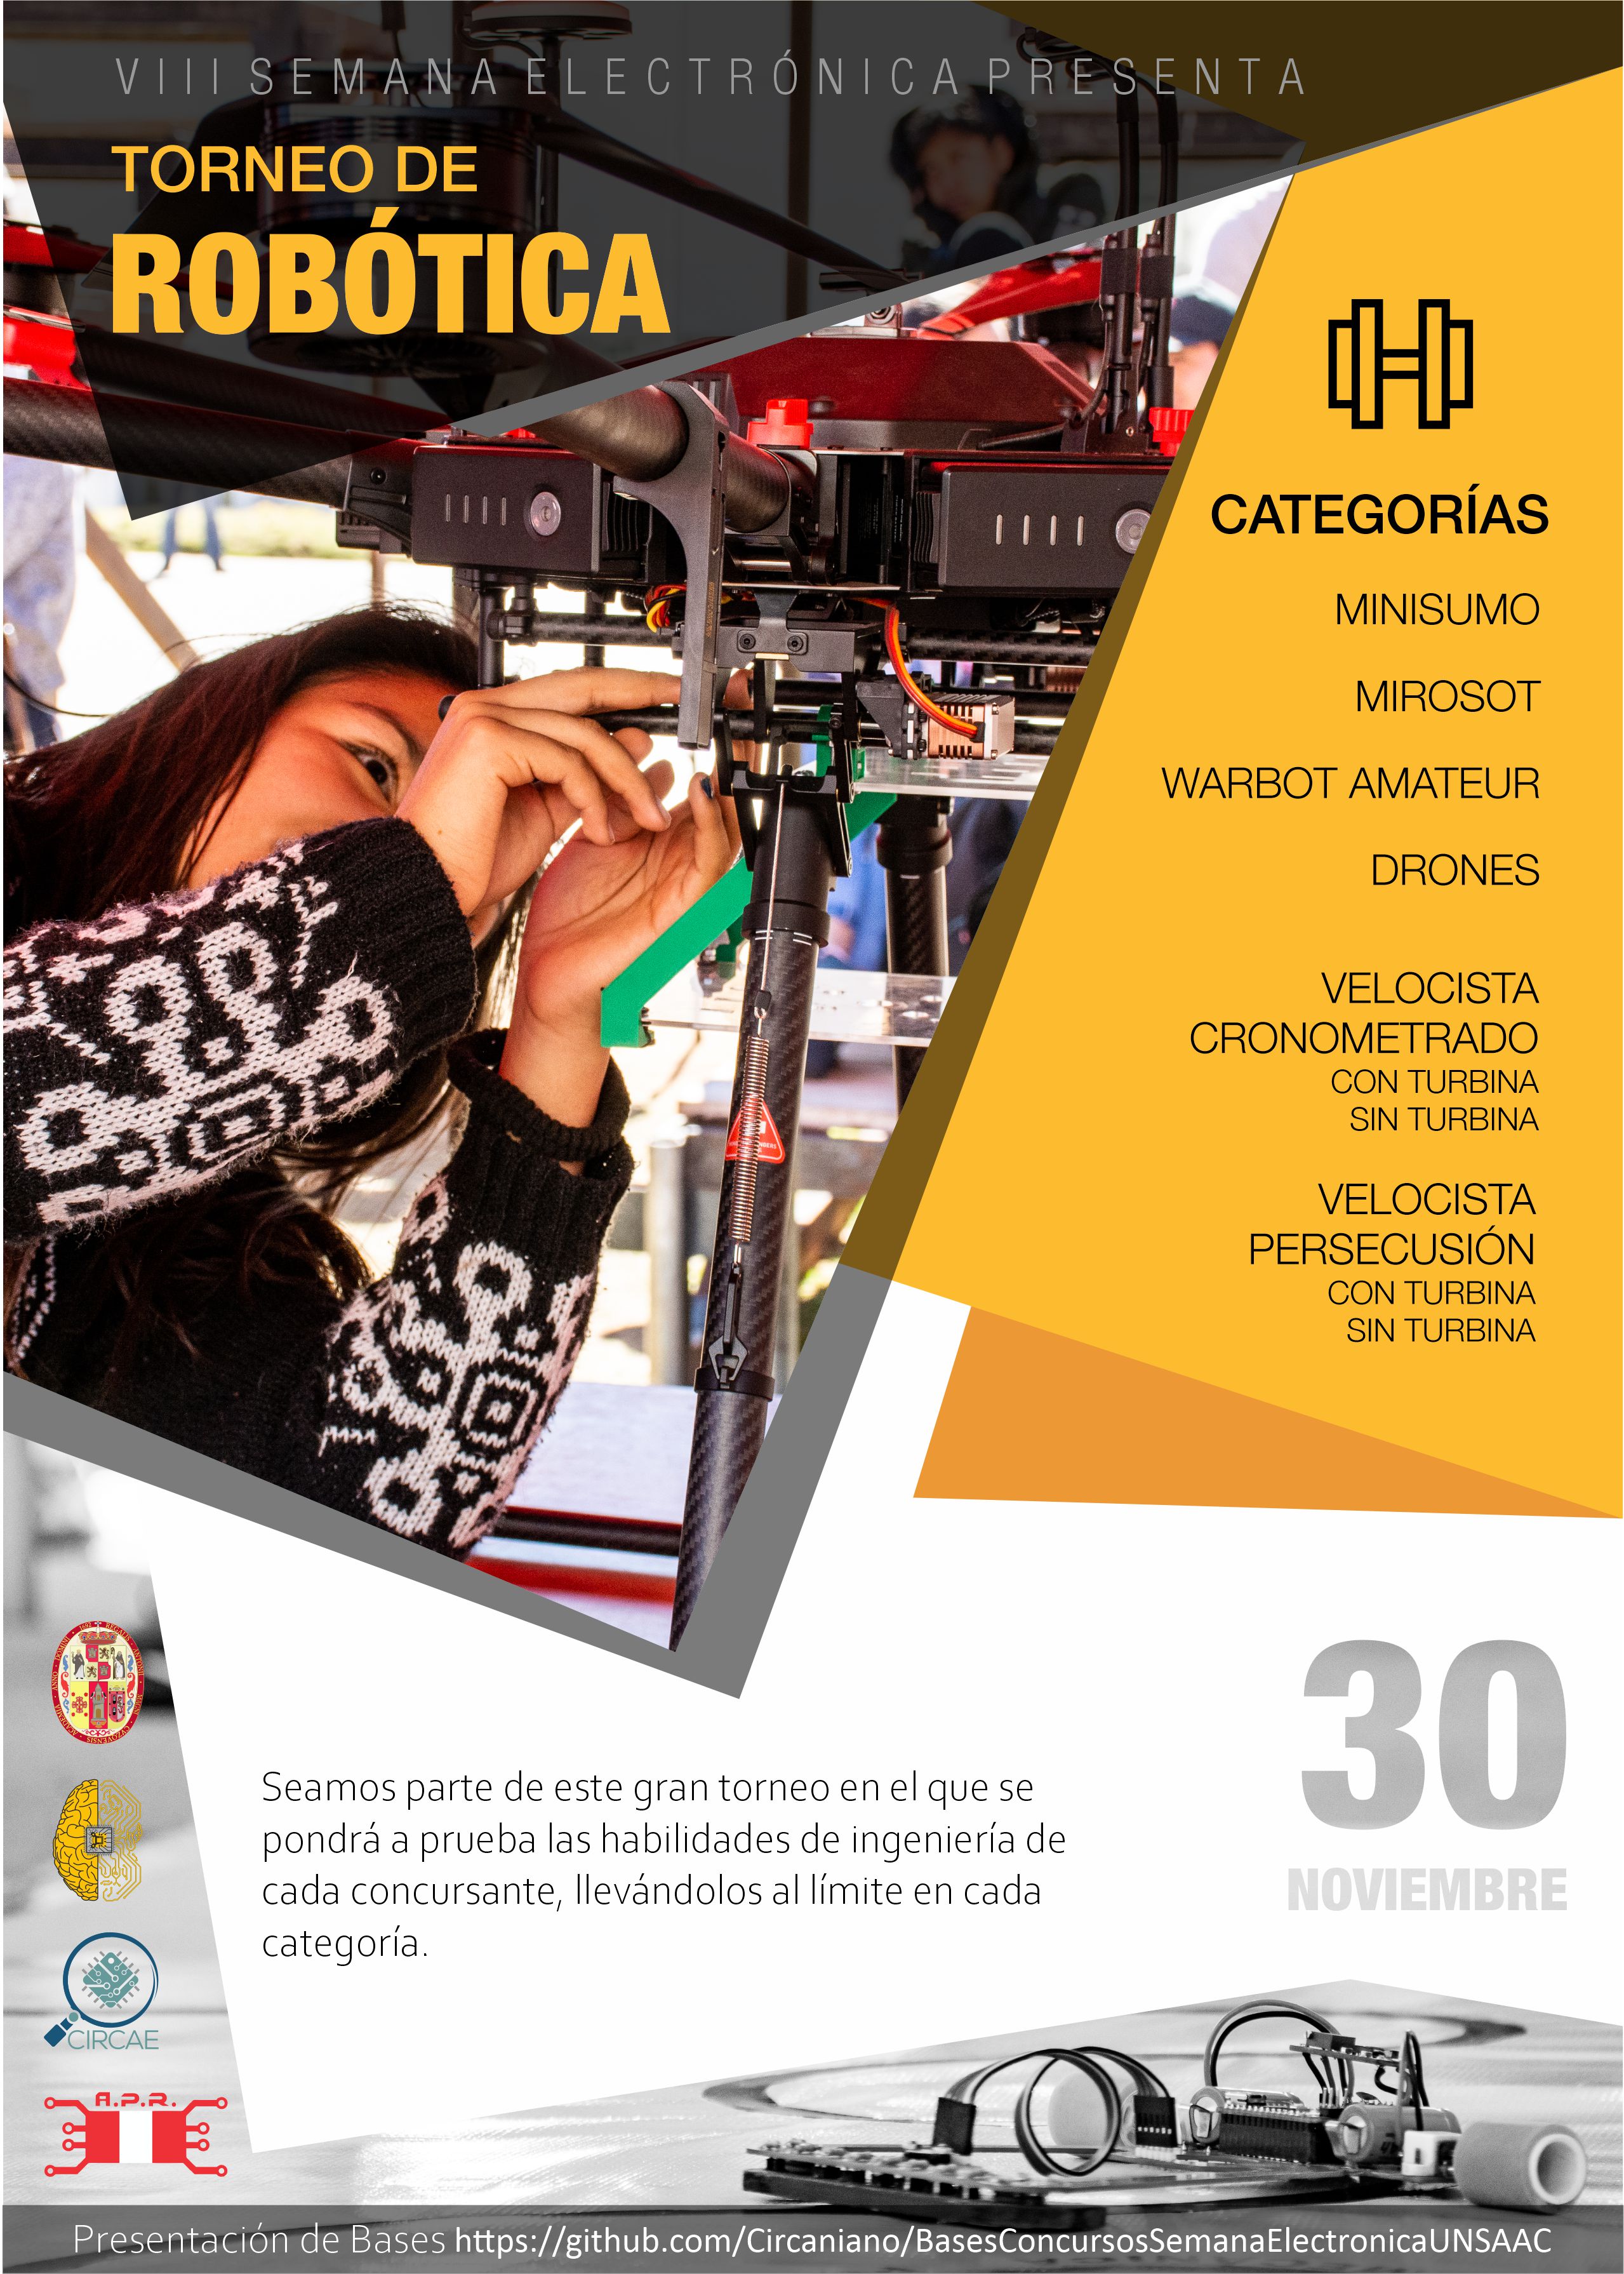 VIII SEMANA ELECTRÓNICA PRESENTA
TORNEO DE
ROBÓTICA
CATEGORÍAS
MINISUMO
MIROSOT
WARBOT AMATEUR
DRONES
VELOCISTA
CRONOMETRADO
CON TURBINA
SIN TURBINA
VELOCISTA
PERSECUSIÓN
CON TURBINA
SIN TURBINA
30
NOVIEMBRE
Seamos parte de este gran torneo en el que se
pondrá a prueba las habilidades de ingeniería de
cada concursante, llevándolos al límite en cada
categoría.
CIRCAE
A.P.R.
Presentación de Bases https://github.com/Circaniano/BasesConcursosSemanaElectronicaUNSAAC